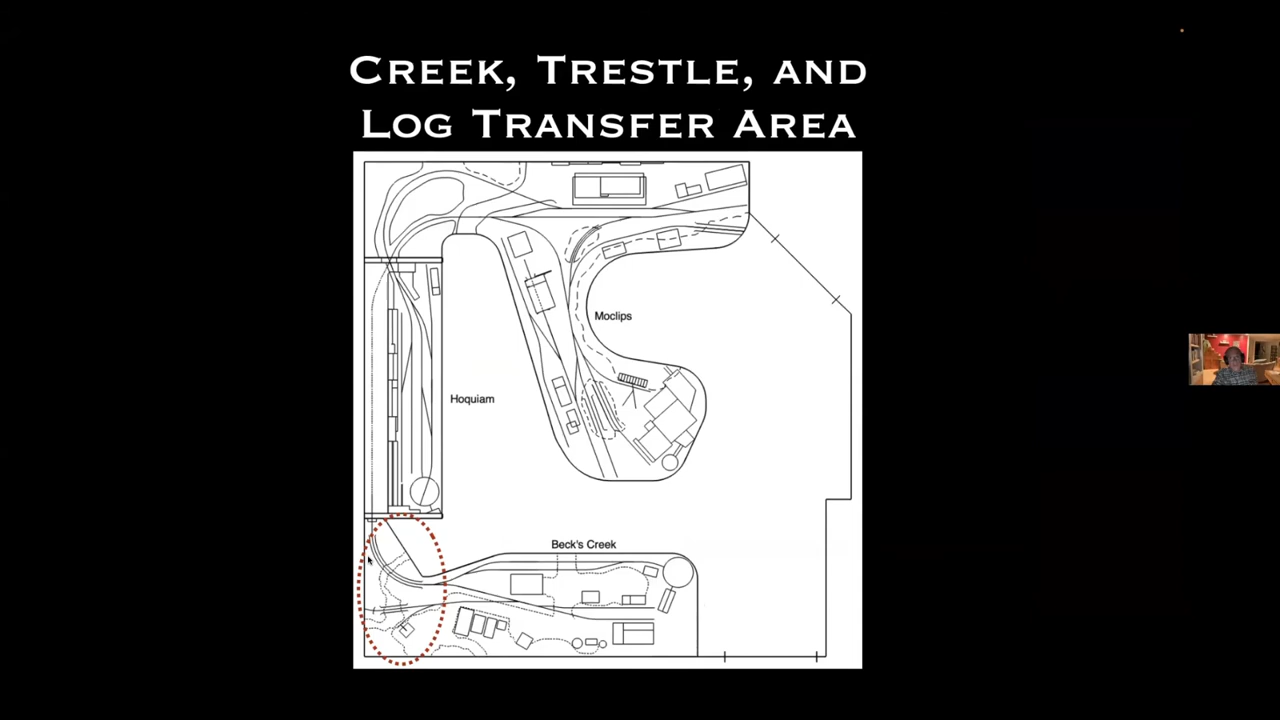 CREEK, TRESTLE, AND
LOG TRANSFER AREA
Moclips
Hoquiam
Beck's Creek